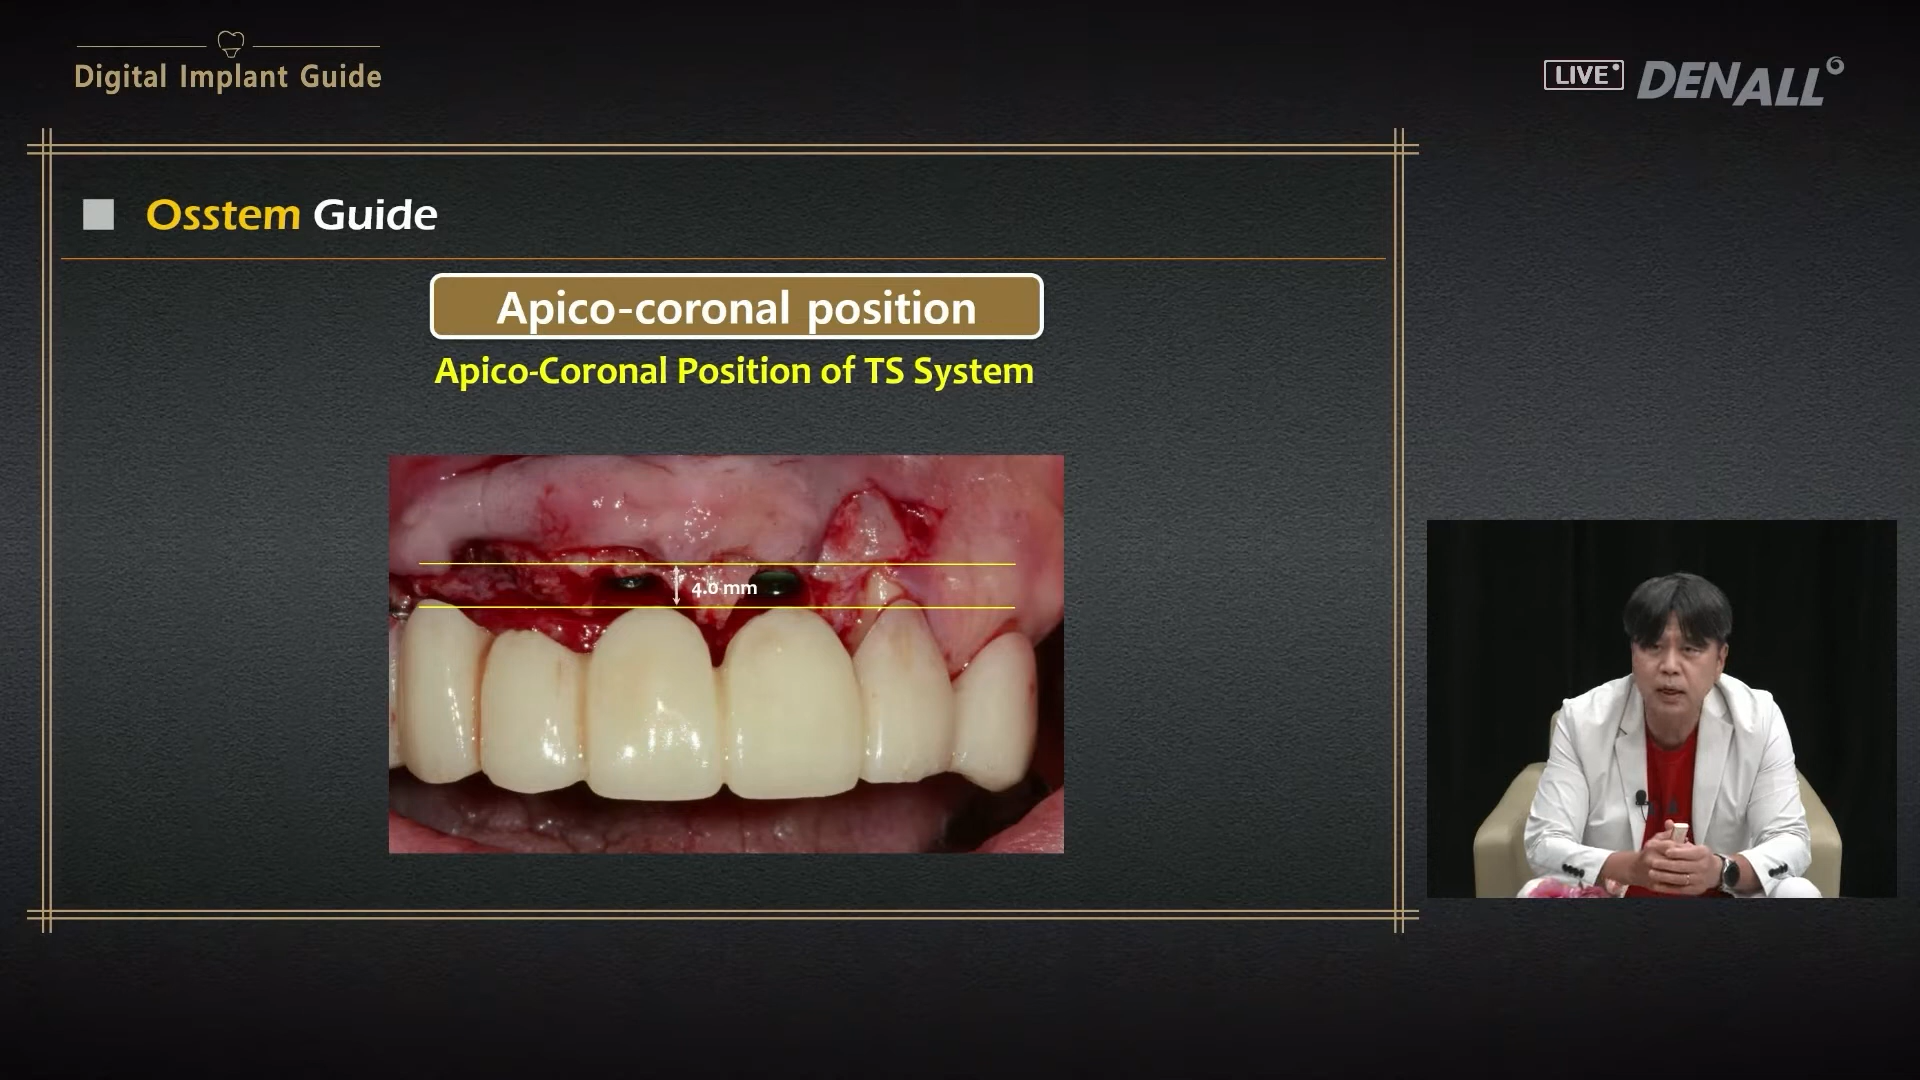 Digital Implant Guide
LIVE
DENALL
Osstem Guide
Apico-coronal position
Apico-Coronal Position of TS System
4.0 mm